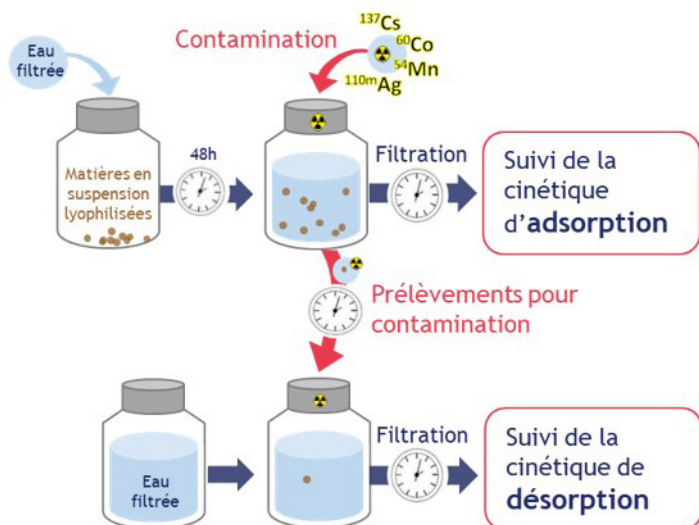 Contamination
¹³⁷Cs
⁶⁰Co
⁵⁴Mn
¹¹⁰ᵐAg
Eau
filtrée
Matières en
suspension
lyophilisées
48h
Filtration
Suivi de la
cinétique
d'adsorption
Prélèvements pour
contamination
Eau
filtrée
Filtration
Suivi de la
cinétique de
désorption